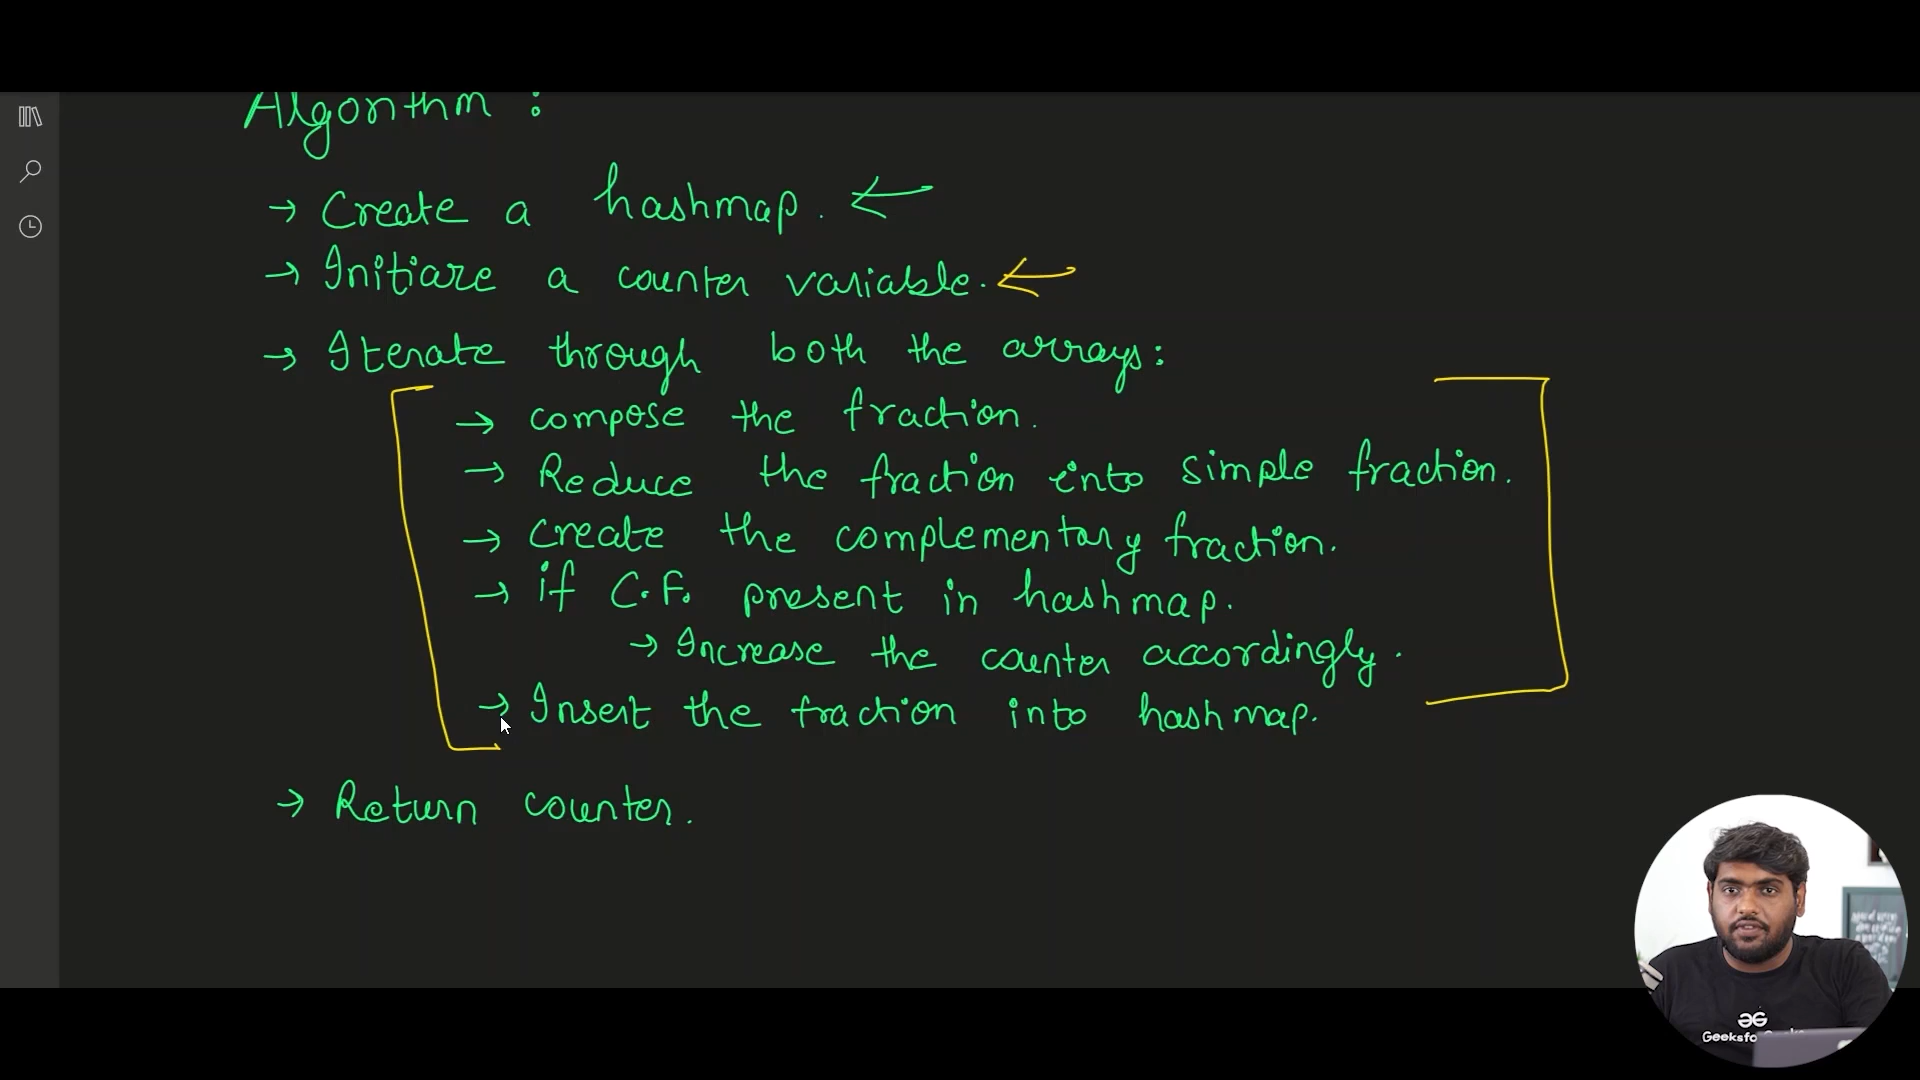 Algorithm :
→ Create a hashmap. ←
→ Initiare a counter variable. ←
→ Iterate through both the arrays:
→ compose the fraction.
→ Reduce the fraction into simple fraction.
→ create the complementary fraction.
→ if C.F. present in hashmap.
→ Increase the counter accordingly.
→ Insert the fraction into hashmap.
→ Return counter.